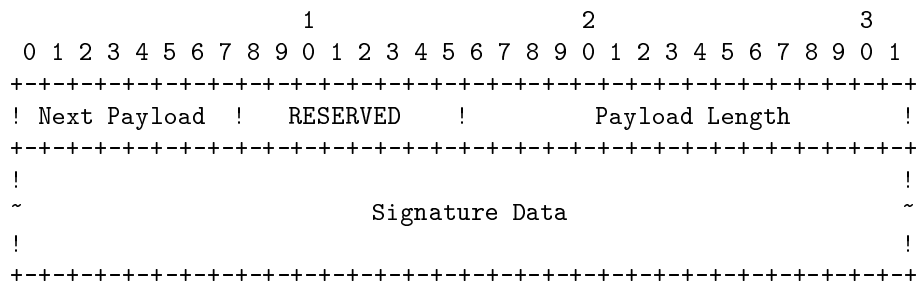 1                   2                   3
 0 1 2 3 4 5 6 7 8 9 0 1 2 3 4 5 6 7 8 9 0 1 2 3 4 5 6 7 8 9 0 1
+-+-+-+-+-+-+-+-+-+-+-+-+-+-+-+-+-+-+-+-+-+-+-+-+-+-+-+-+-+-+-+-+
! Next Payload  !   RESERVED    !         Payload Length        !
+-+-+-+-+-+-+-+-+-+-+-+-+-+-+-+-+-+-+-+-+-+-+-+-+-+-+-+-+-+-+-+-+
!                                                               !
~                         Signature Data                        ~
!                                                               !
+-+-+-+-+-+-+-+-+-+-+-+-+-+-+-+-+-+-+-+-+-+-+-+-+-+-+-+-+-+-+-+-+